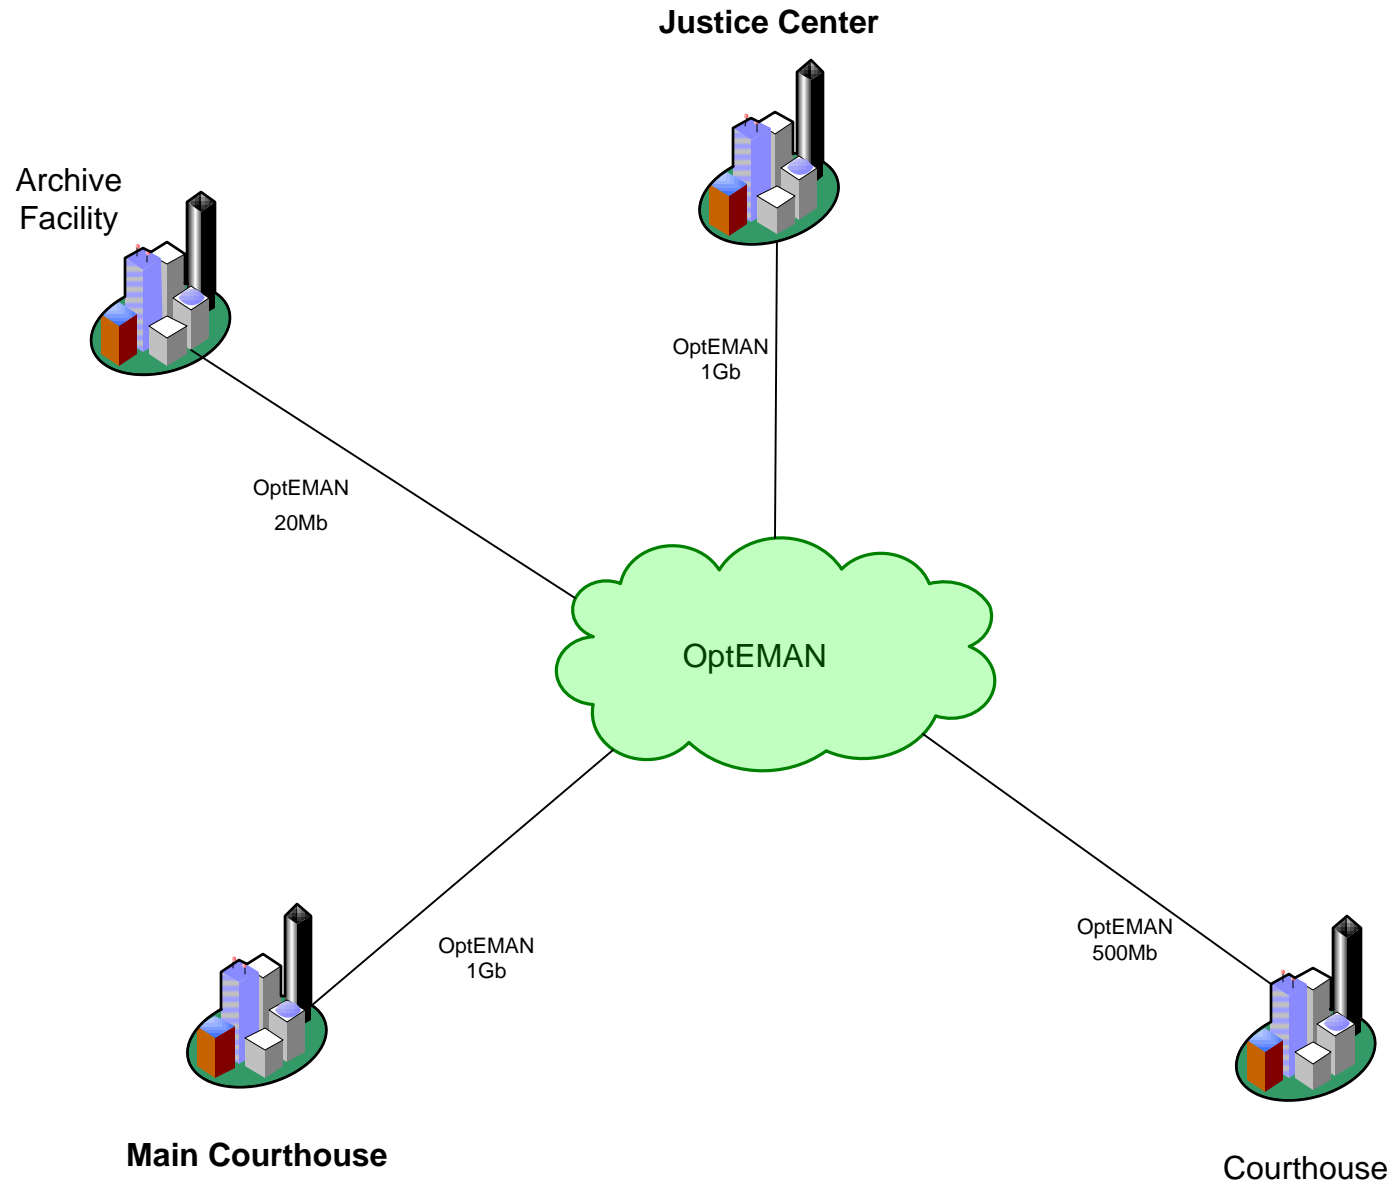 Justice Center
Archive
Facility
OptEMAN
1Gb
OptEMAN
20Mb
OptEMAN
OptEMAN
1Gb
OptEMAN
500Mb
Main Courthouse
Courthouse